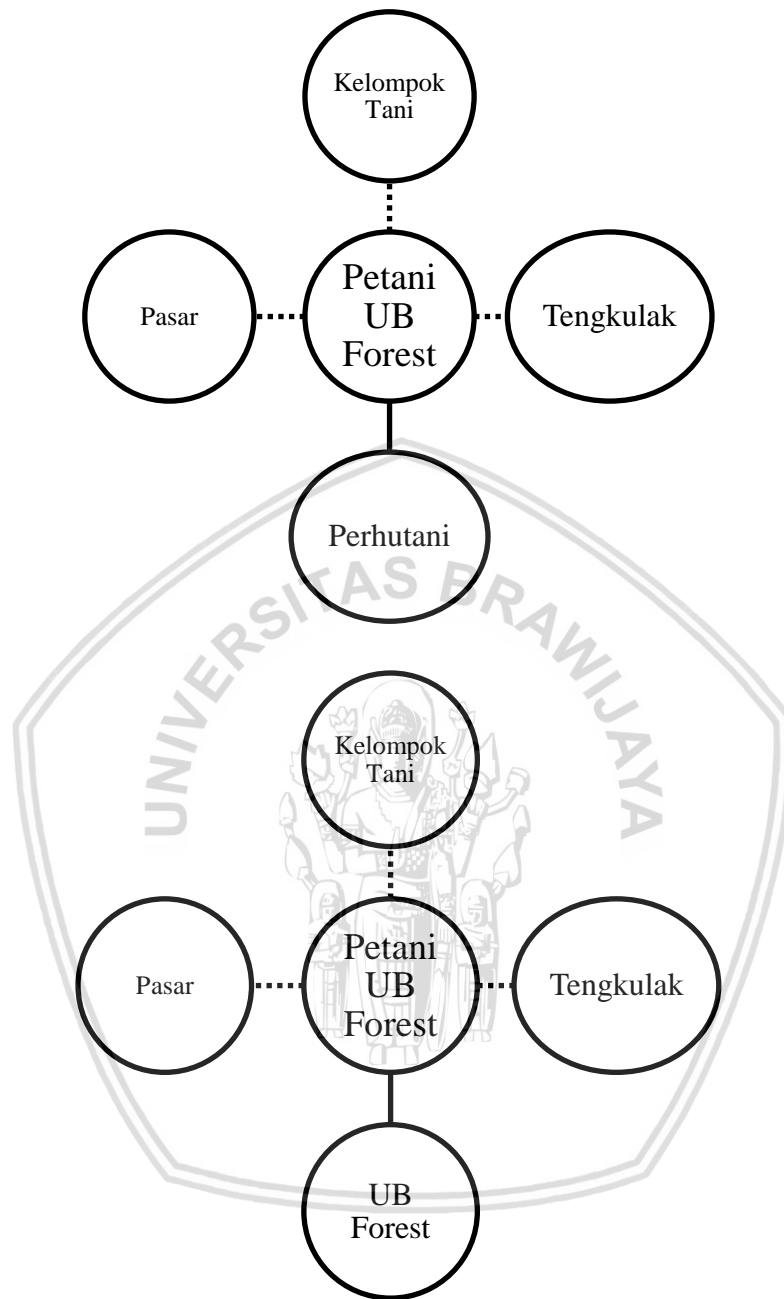 Kelompok
Tani
Pasar
Petani
UB
Forest
Tengkulak
Perhutani
UNIVERSITAS BRAWIJAYA
Kelompok
Tani
Pasar
Petani
UB
Forest
Tengkulak
UB
Forest